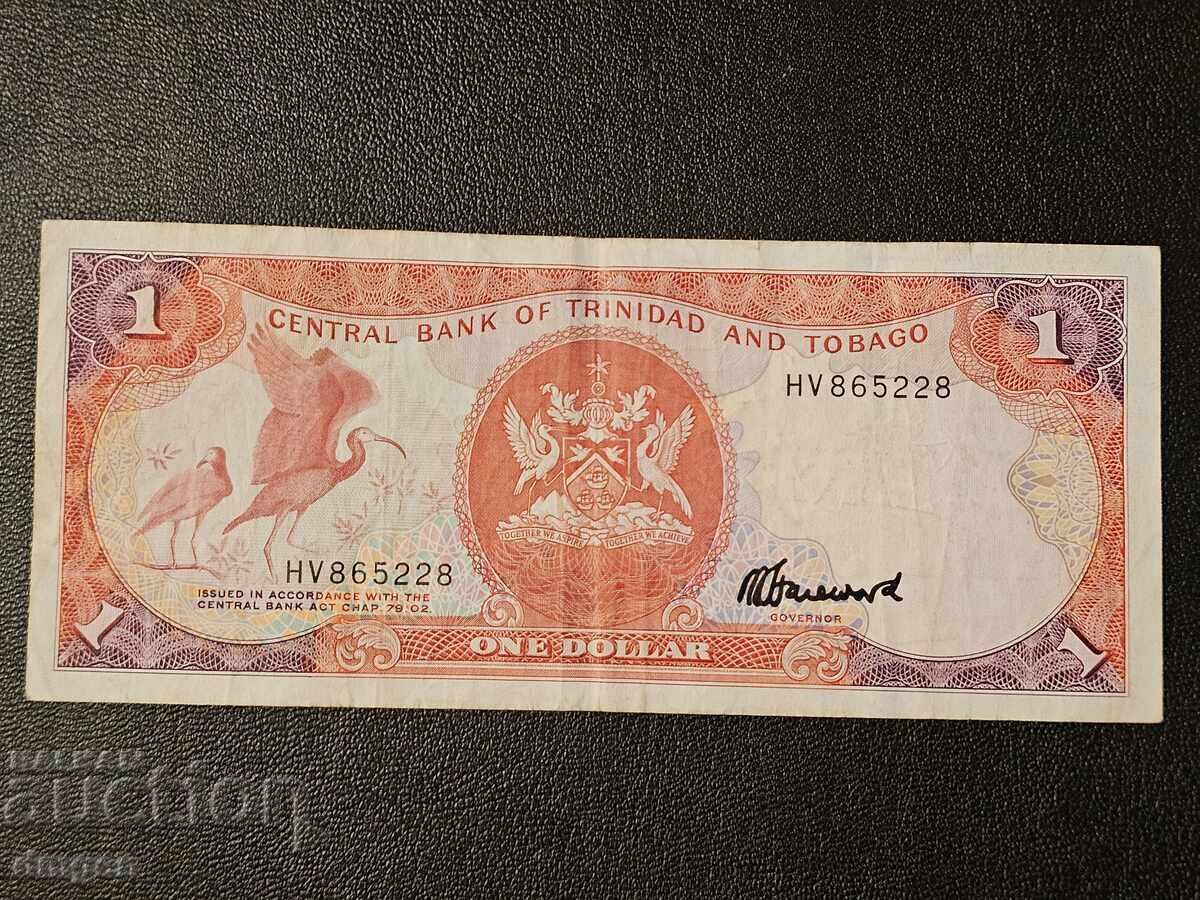 1
1
CENTRAL BANK OF TRINIDAD AND TOBAGO
HV865228
TOGETHER WE ASPIRE TOGETHER WE ACHIEVE
HV865228
ISSUED IN ACCORDANCE WITH THE
CENTRAL BANK ACT CHAP. 79:02.
GOVERNOR
1
ONE DOLLAR
1
BALKAN
auction